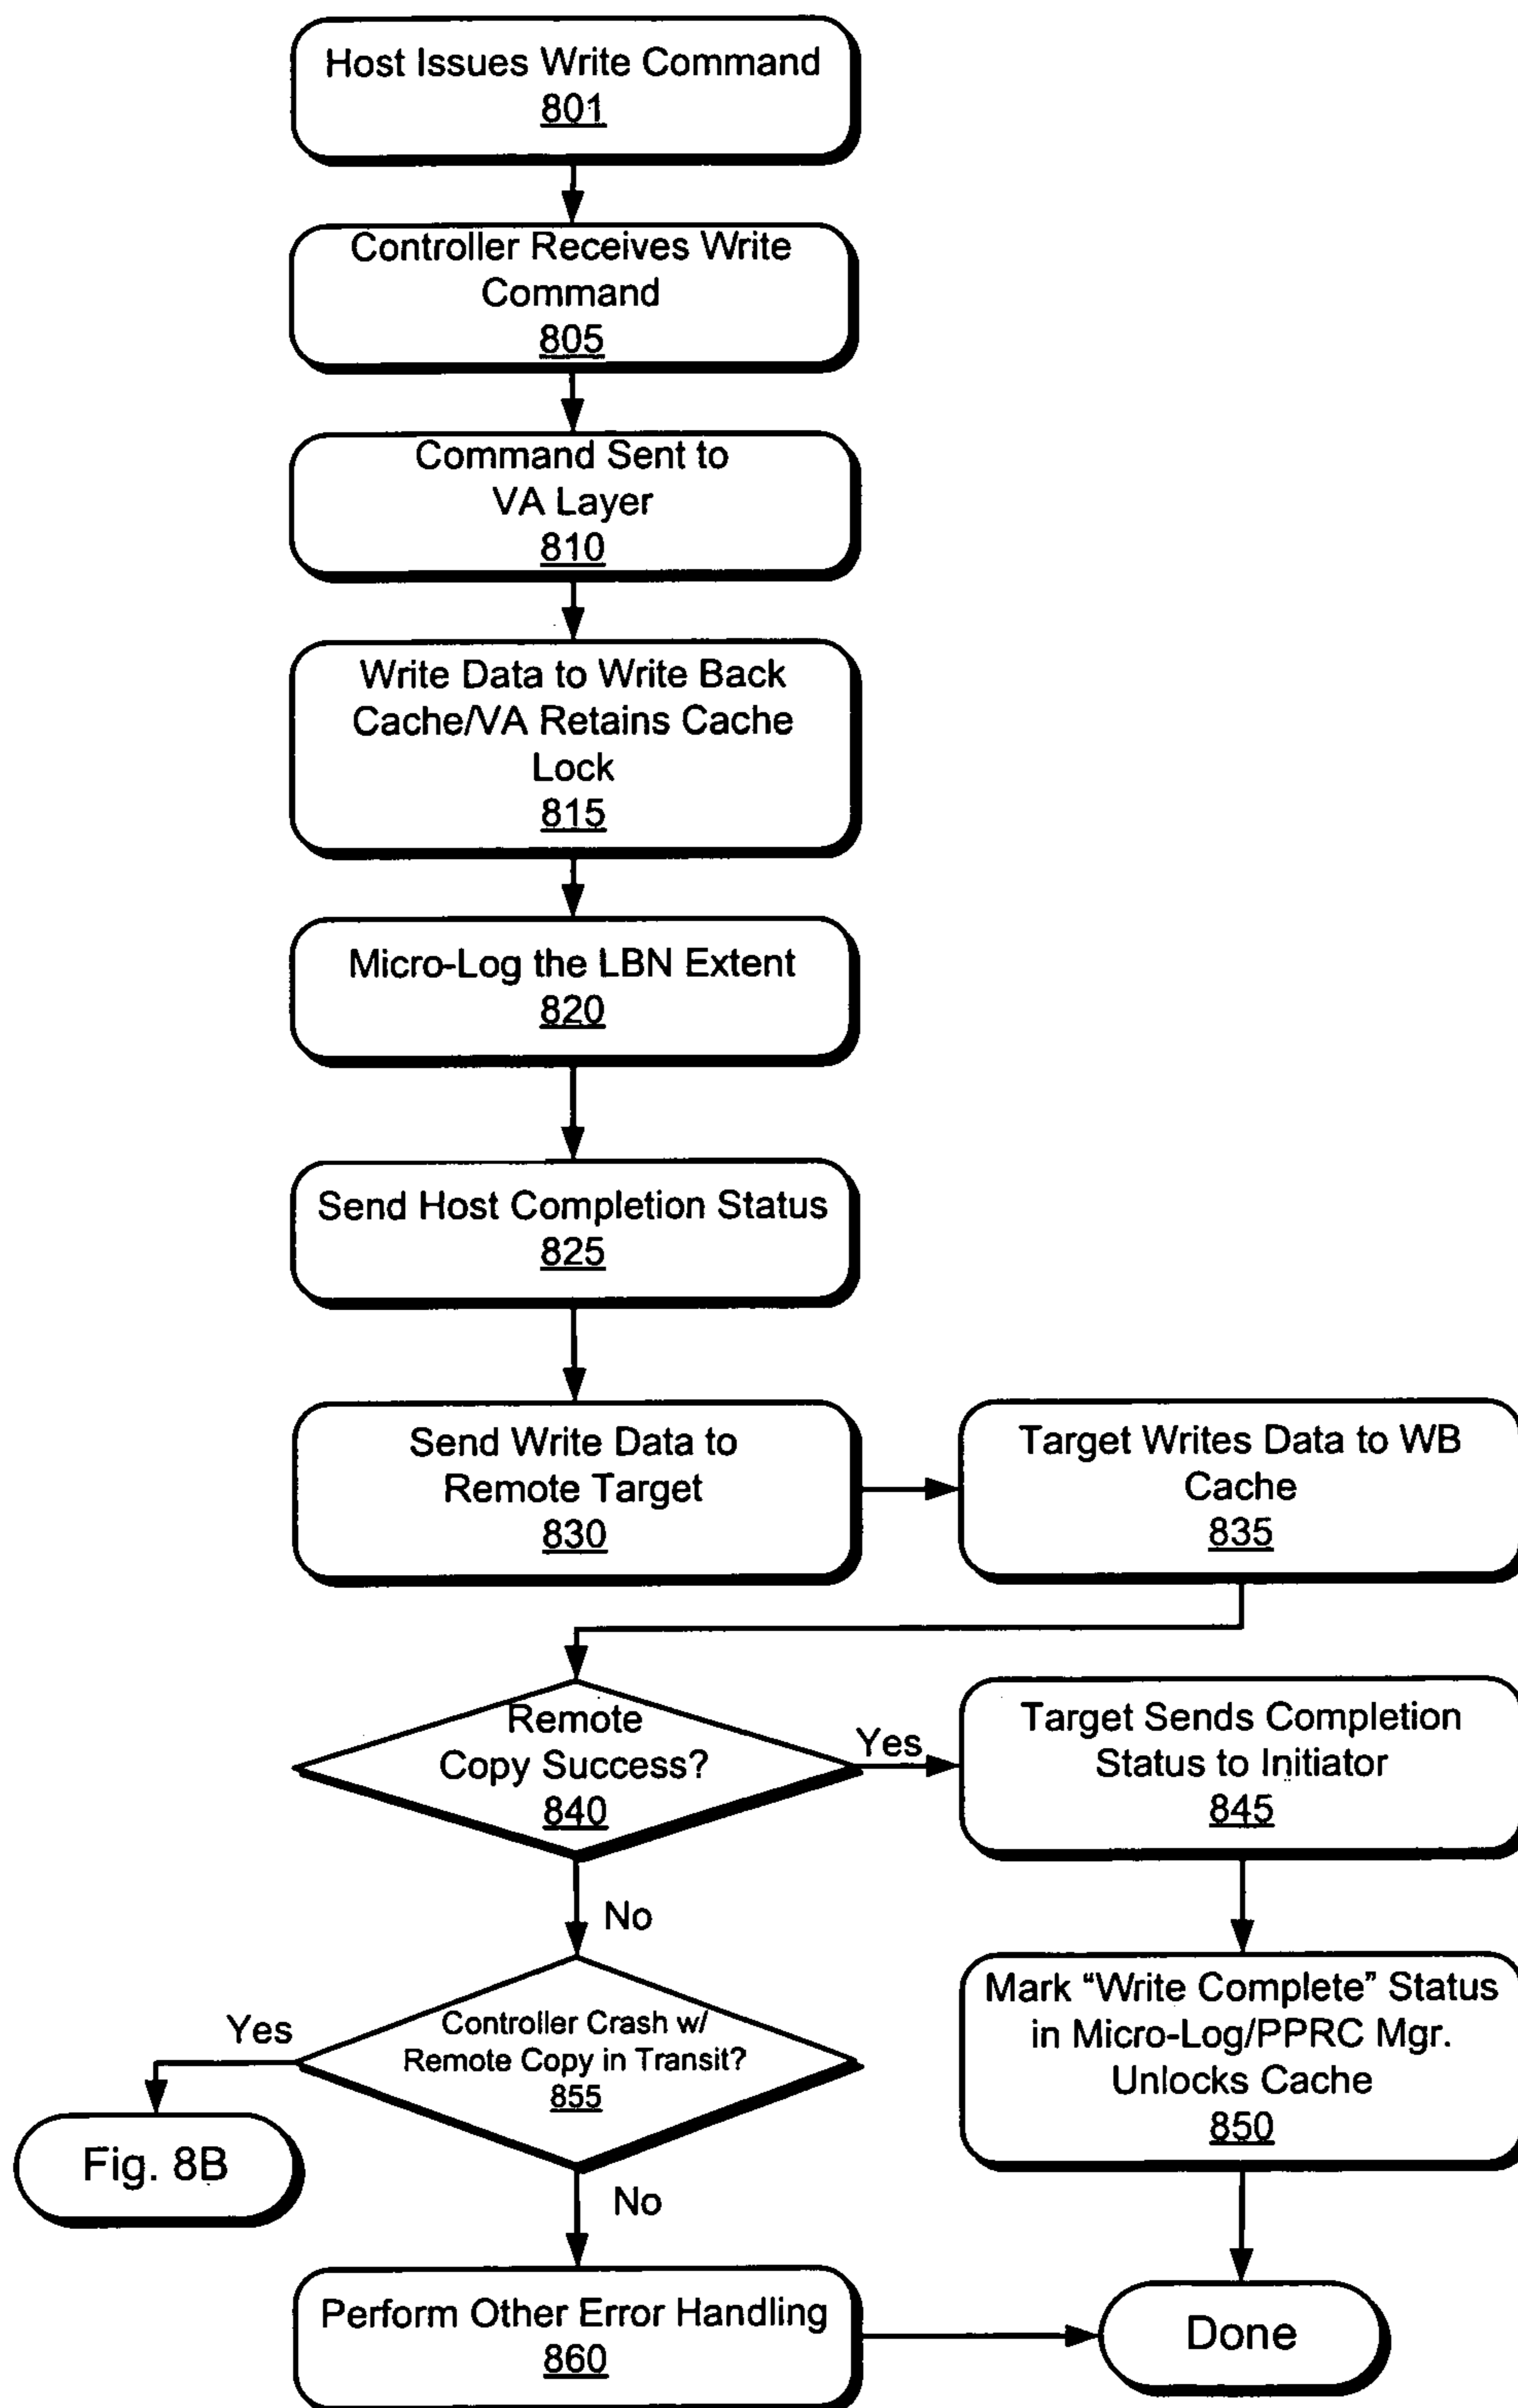 Host Issues Write Command
801
Controller Receives Write
Command
805
Command Sent to
VA Layer
810
Write Data to Write Back
Cache/VA Retains Cache
Lock
815
Micro-Log the LBN Extent
820
Send Host Completion Status
825
Send Write Data to
Remote Target
830
Target Writes Data to WB
Cache
835
Remote
Copy Success?
840
Yes
Target Sends Completion
Status to Initiator
845
No
Mark “Write Complete” Status
in Micro-Log/PPRC Mgr.
Unlocks Cache
850
Controller Crash w/
Remote Copy in Transit?
855
Yes
Fig. 8B
No
Perform Other Error Handling
860
Done